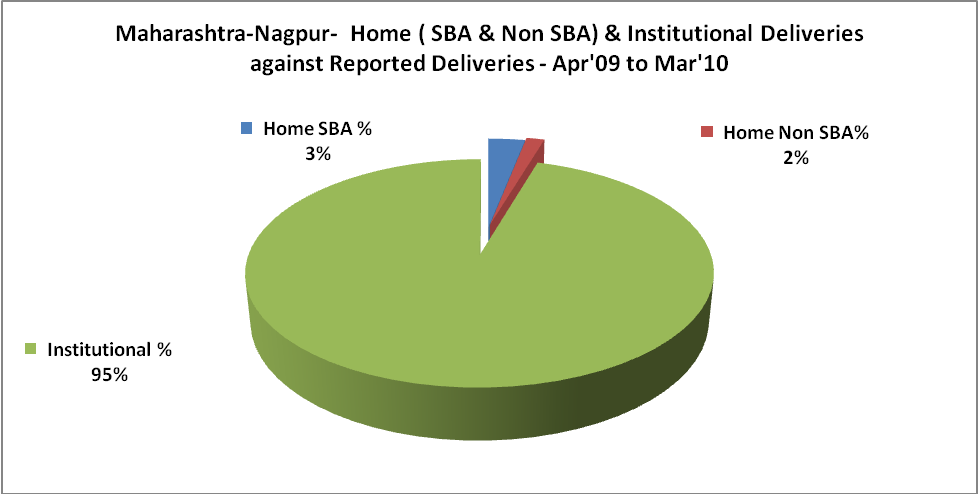 Maharashtra-Nagpur- Home ( SBA & Non SBA) & Institutional Deliveries
against Reported Deliveries - Apr'09 to Mar'10
Home SBA %
3%
Home Non SBA%
2%
Institutional %
95%